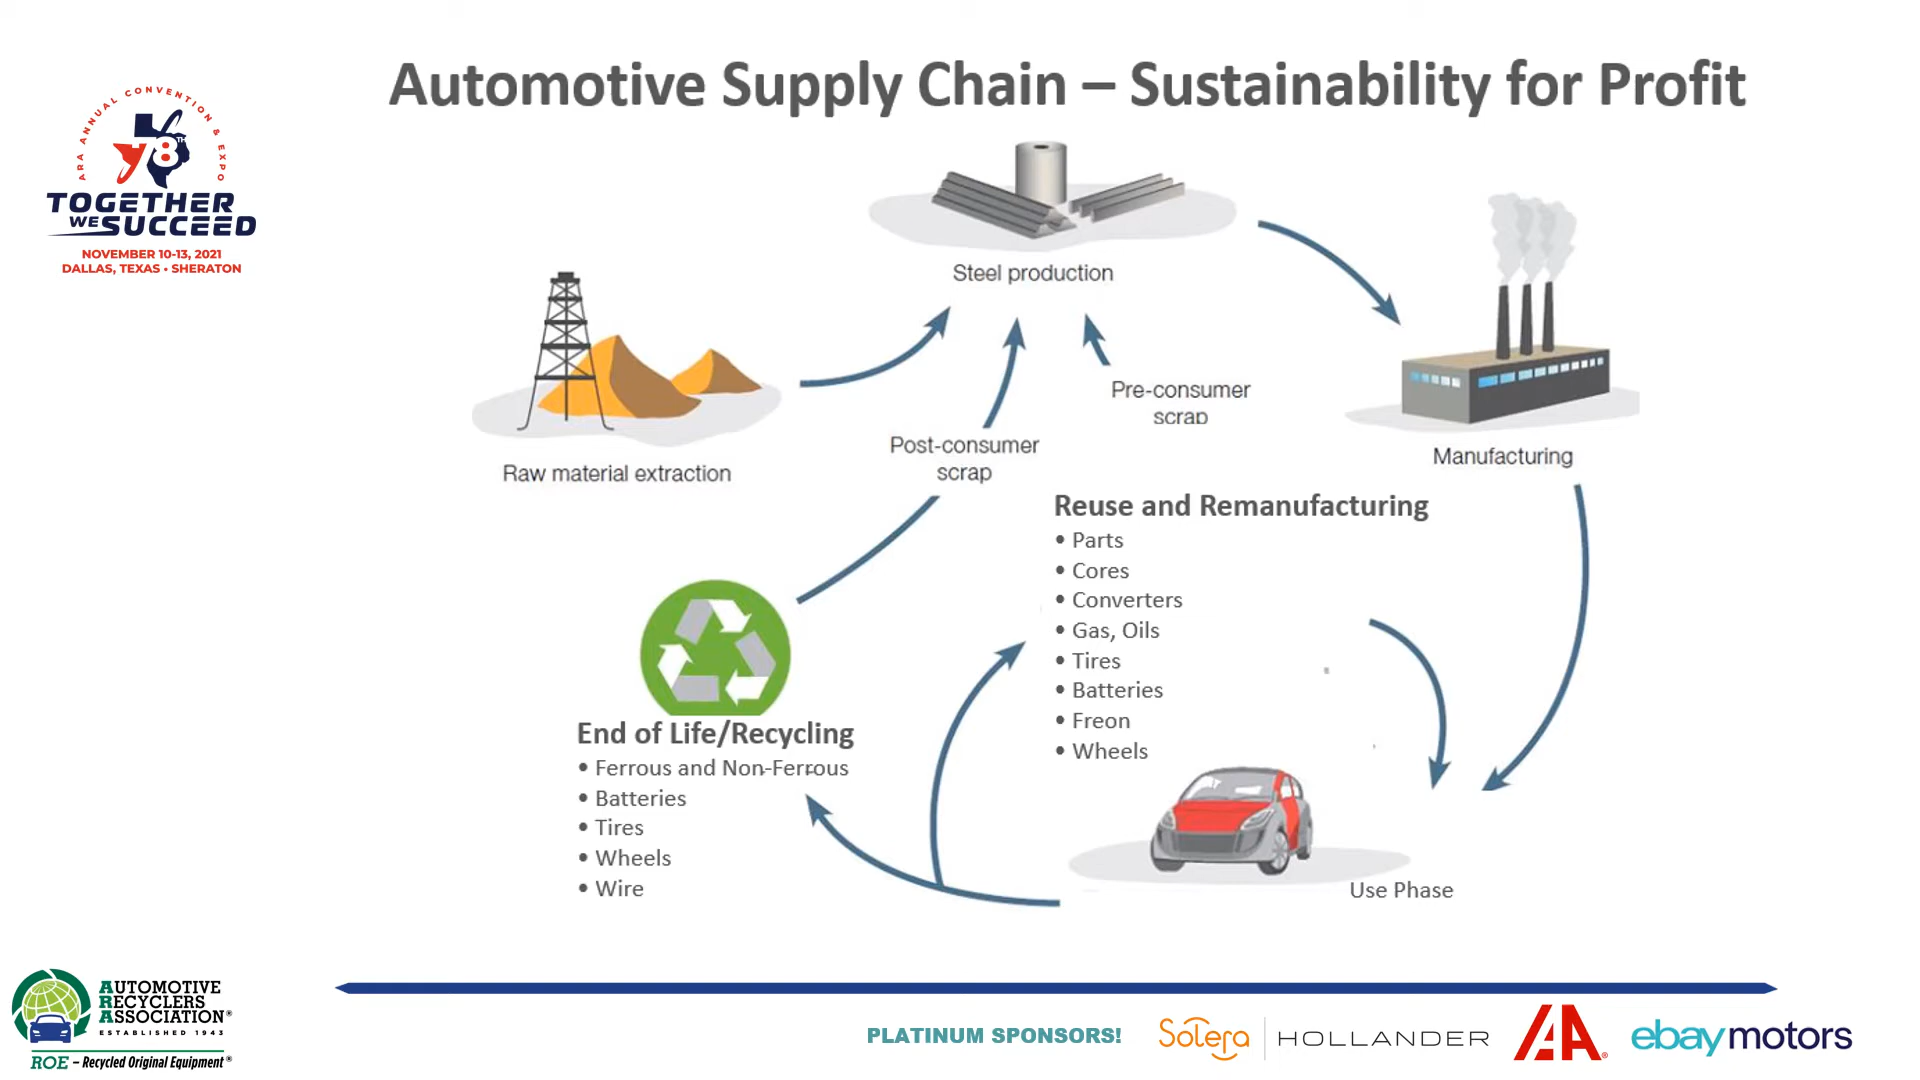 Automotive Supply Chain – Sustainability for Profit
ARA ANNUAL CONVENTION & EXPO
78TH
TOGETHER
WE SUCCEED
NOVEMBER 10-13, 2021
DALLAS, TEXAS • SHERATON
Steel production
Raw material extraction
Pre-consumer
scrap
Post-consumer
scrap
Manufacturing
Reuse and Remanufacturing
• Parts
• Cores
• Converters
• Gas, Oils
• Tires
• Batteries
• Freon
• Wheels
End of Life/Recycling
• Ferrous and Non-Ferrous
• Batteries
• Tires
• Wheels
• Wire
Use Phase
AUTOMOTIVE
RECYCLERS
ASSOCIATION®
ESTABLISHED 1943
ROE – Recycled Original Equipment®
PLATINUM SPONSORS!
Solera
HOLLANDER
IAA®
ebaymotors